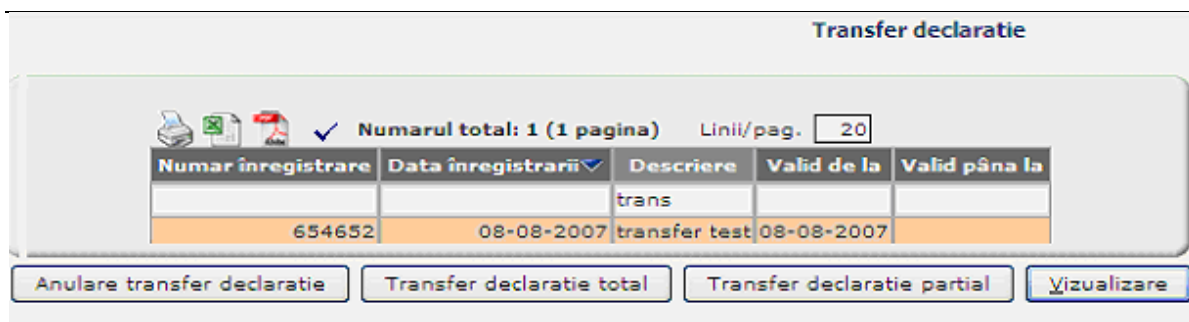 Transfer declaratie
Numarul total: 1 (1 pagina) Linii/pag. 20
Numar înregistrare Data înregistrarii Descriere Valid de la Valid pâna la
trans
654652 08-08-2007 transfer test 08-08-2007
Anulare transfer declaratie Transfer declaratie total Transfer declaratie partial Vizualizare